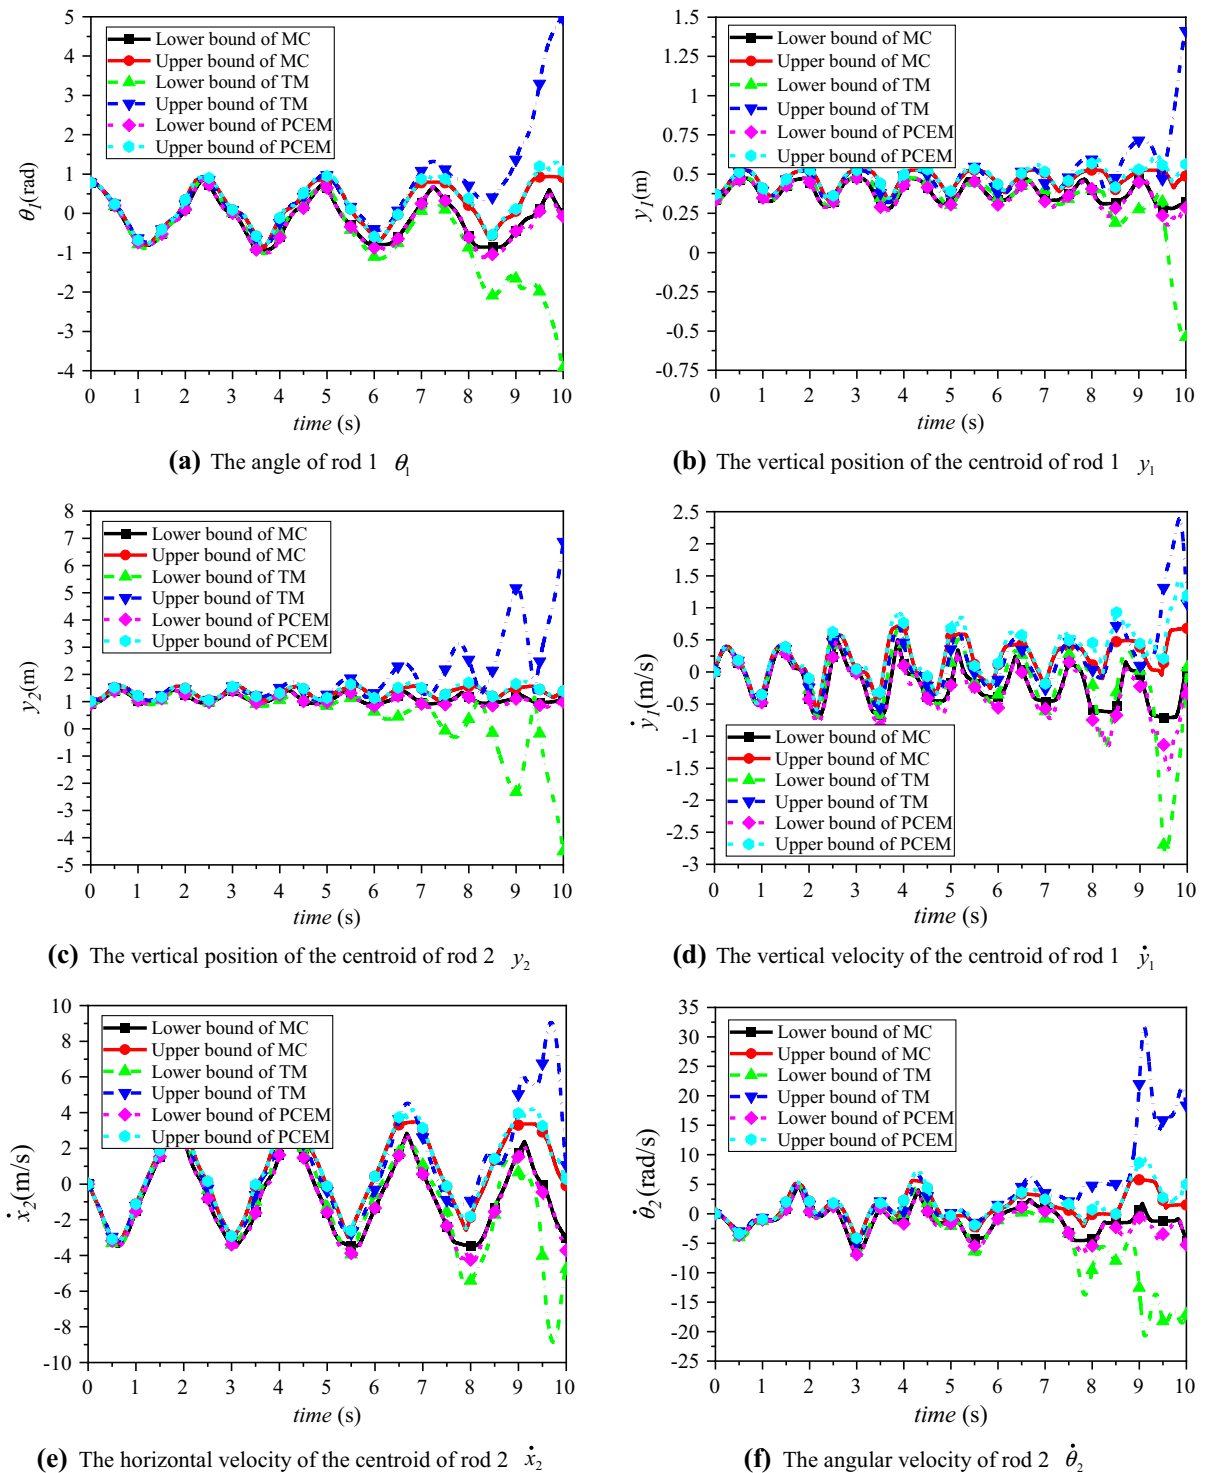 5
4
3
2
1
0
-1
-2
-3
-4
θ1(rad)
Lower bound of MC
Upper bound of MC
Lower bound of TM
Upper bound of TM
Lower bound of PCEM
Upper bound of PCEM
0 1 2 3 4 5 6 7 8 9 10
time (s)
(a) The angle of rod 1 θ1
1.5
1.25
1
0.75
0.5
0.25
0
-0.25
-0.5
-0.75
y1(m)
Lower bound of MC
Upper bound of MC
Lower bound of TM
Upper bound of TM
Lower bound of PCEM
Upper bound of PCEM
0 1 2 3 4 5 6 7 8 9 10
time (s)
(b) The vertical position of the centroid of rod 1 y1
8
7
6
5
4
3
2
1
0
-1
-2
-3
-4
-5
y2(m)
Lower bound of MC
Upper bound of MC
Lower bound of TM
Upper bound of TM
Lower bound of PCEM
Upper bound of PCEM
0 1 2 3 4 5 6 7 8 9 10
time (s)
(c) The vertical position of the centroid of rod 2 y2
2.5
2
1.5
1
0.5
0
-0.5
-1
-1.5
-2
-2.5
-3
ẏ1(m/s)
Lower bound of MC
Upper bound of MC
Lower bound of TM
Upper bound of TM
Lower bound of PCEM
Upper bound of PCEM
0 1 2 3 4 5 6 7 8 9 10
time (s)
(d) The vertical velocity of the centroid of rod 1 ẏ1
10
8
6
4
2
0
-2
-4
-6
-8
-10
ẋ2(m/s)
Lower bound of MC
Upper bound of MC
Lower bound of TM
Upper bound of TM
Lower bound of PCEM
Upper bound of PCEM
0 1 2 3 4 5 6 7 8 9 10
time (s)
(e) The horizontal velocity of the centroid of rod 2 ẋ2
35
30
25
20
15
10
5
0
-5
-10
-15
-20
-25
θ̇2(rad/s)
Lower bound of MC
Upper bound of MC
Lower bound of TM
Upper bound of TM
Lower bound of PCEM
Upper bound of PCEM
0 1 2 3 4 5 6 7 8 9 10
time (s)
(f) The angular velocity of rod 2 θ̇2